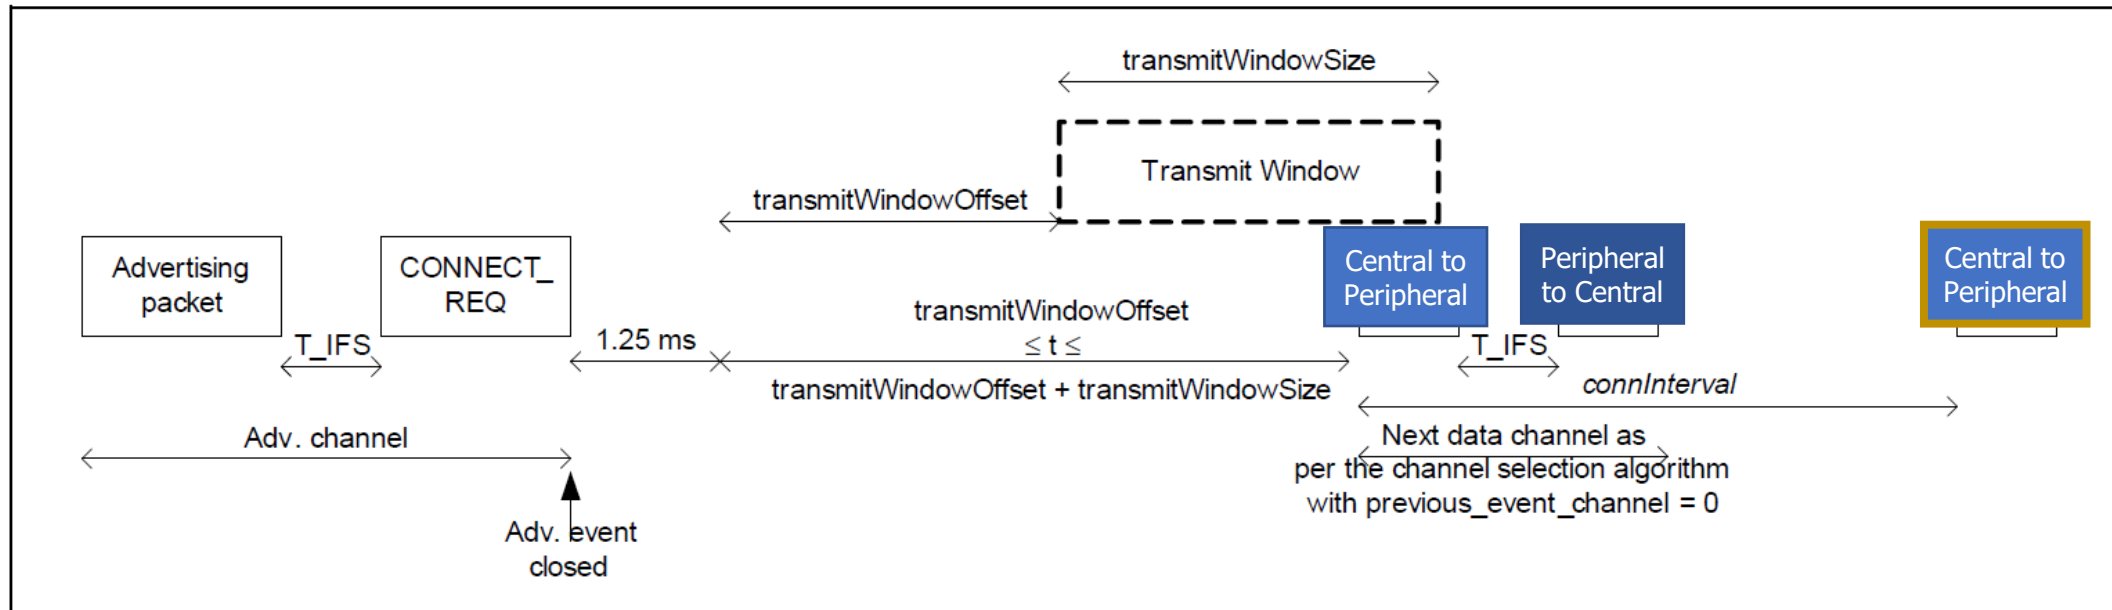 transmitWindowSize
Transmit Window
transmitWindowOffset
Advertising
packet
CONNECT_
REQ
Central to
Peripheral
Peripheral
to Central
Central to
Peripheral
T_IFS
1.25 ms
transmitWindowOffset
≤ t ≤
transmitWindowOffset + transmitWindowSize
T_IFS
connInterval
Adv. channel
Next data channel as
per the channel selection algorithm
with previous_event_channel = 0
Adv. event
closed